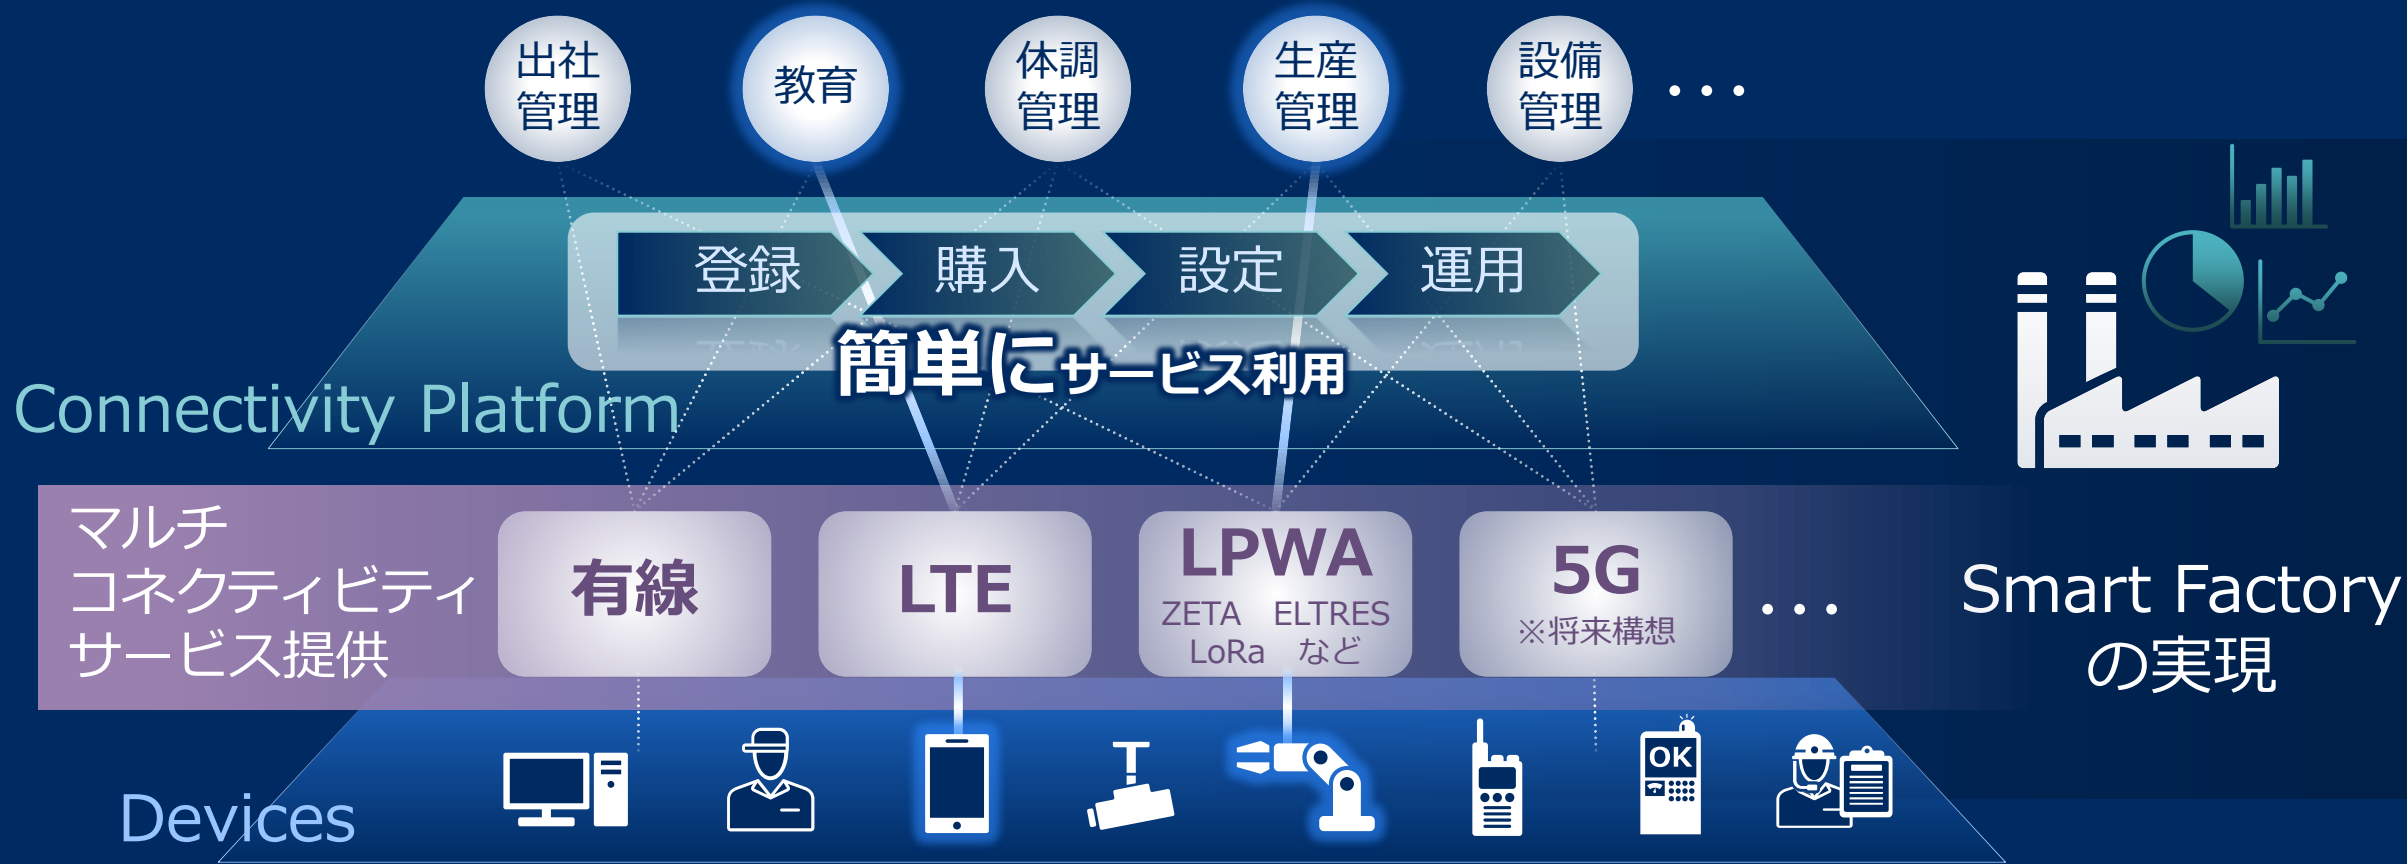 出社
管理
教育
体調
管理
生産
管理
設備
管理
・・・
登録
購入
設定
運用
簡単にサービス利用
Connectivity Platform
マルチ
コネクティビティ
サービス提供
有線
LTE
LPWA
ZETA ELTRES
LoRa など
5G
※将来構想
・・・
Smart Factory
の実現
OK
Devices